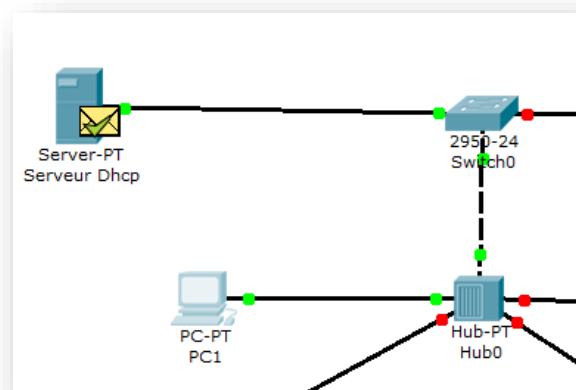 Server-PT
Serveur Dhcp
2950-24
Switch0
PC-PT
PC1
Hub-PT
Hub0